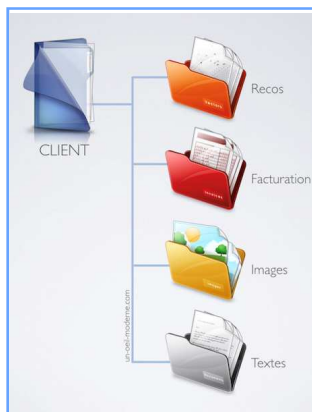 CLIENT
Recos
Facturation
Images
Textes
un-oeil-moderne.com